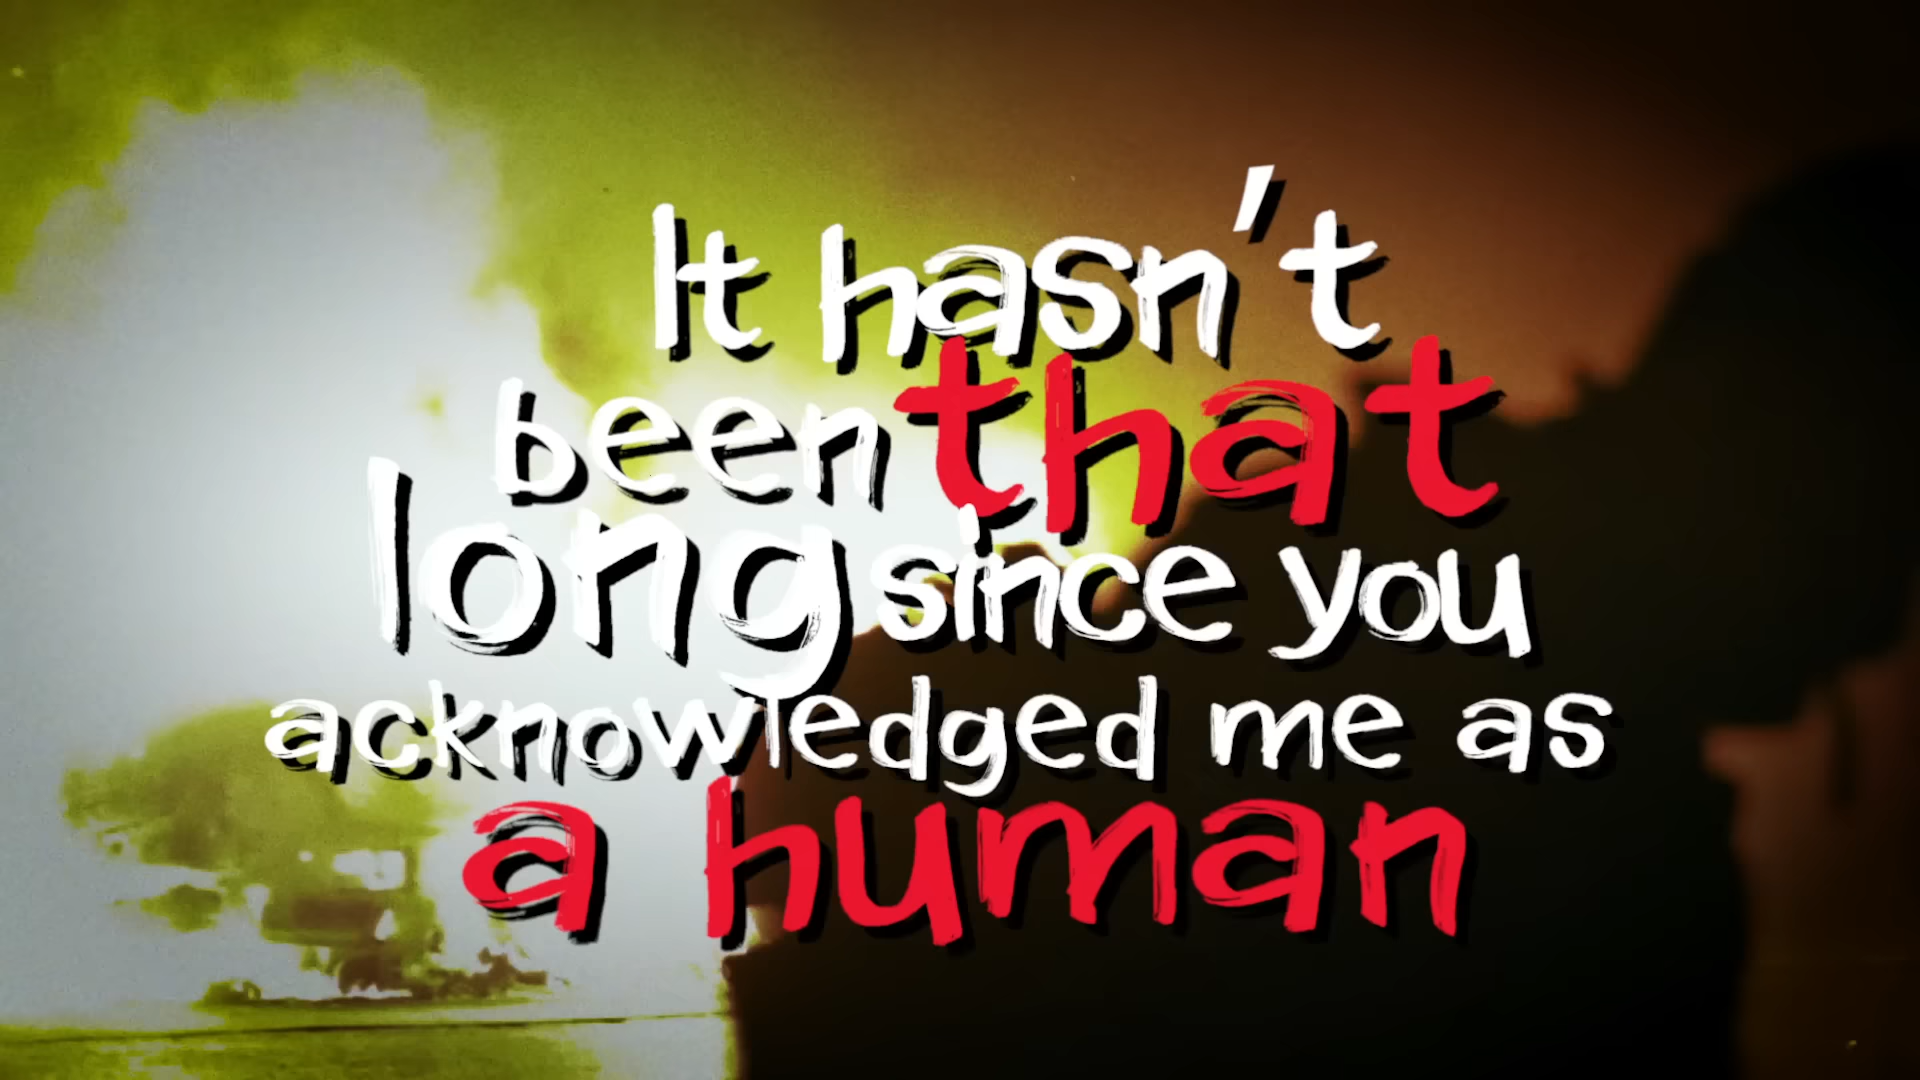 It hasn't
been that
long since you
acknowledged me as
a human